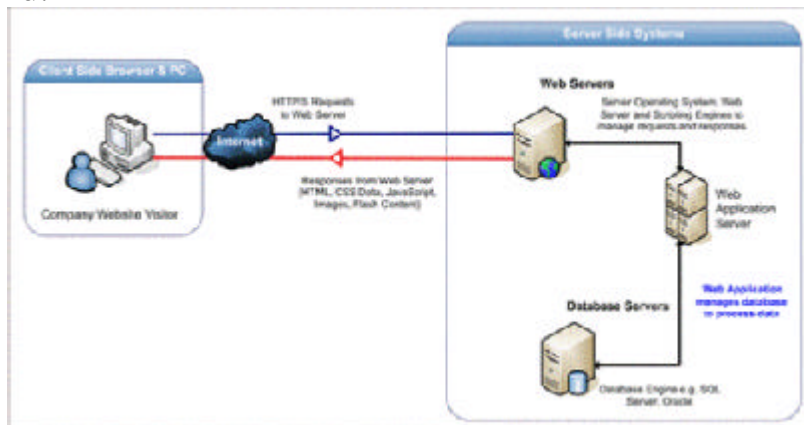 Server Side Systems
Client Side Browser & PC
HTTP/S Requests
to Web Server
Internet
Company Website Visitor
Responses from Web Server
(HTML, CSS Data, JavaScript,
Images, Flash Content)
Web Servers
Server Operating System, Web
Server and Scripting Engines to
manage requests and responses.
Web
Application
Server
Web Application
manages database
to process data
Database Servers
Database Engine e.g. SQL
Server, Oracle